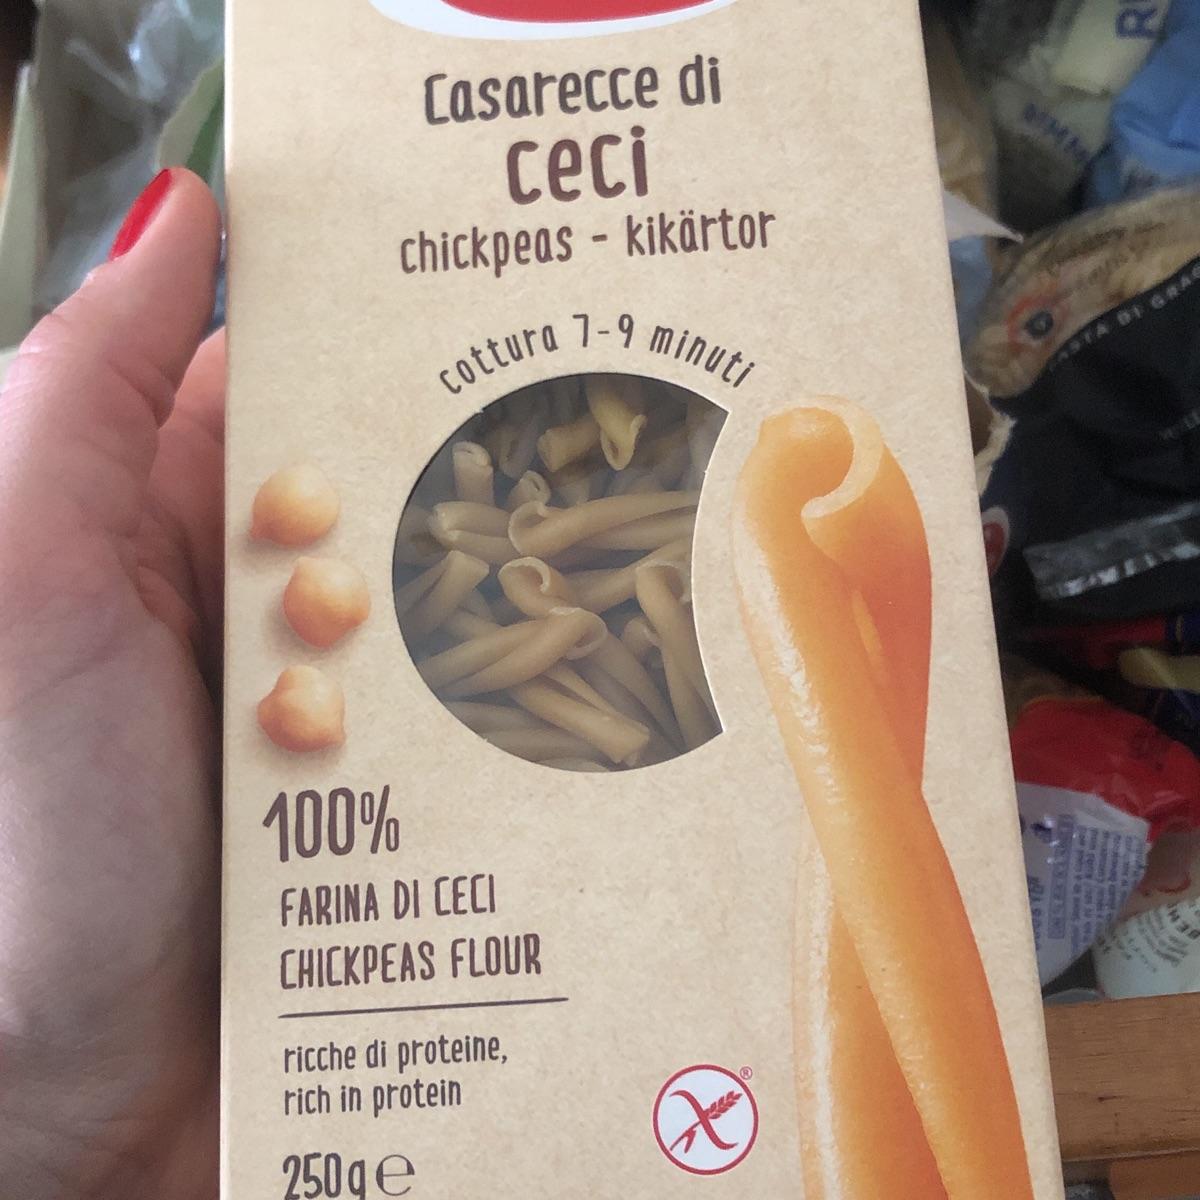 Casarecce di
ceci
chickpeas - kikärtor
cottura 7-9 minuti
100%
FARINA DI CECI
CHICKPEAS FLOUR
ricche di proteine,
rich in protein
250g e
®